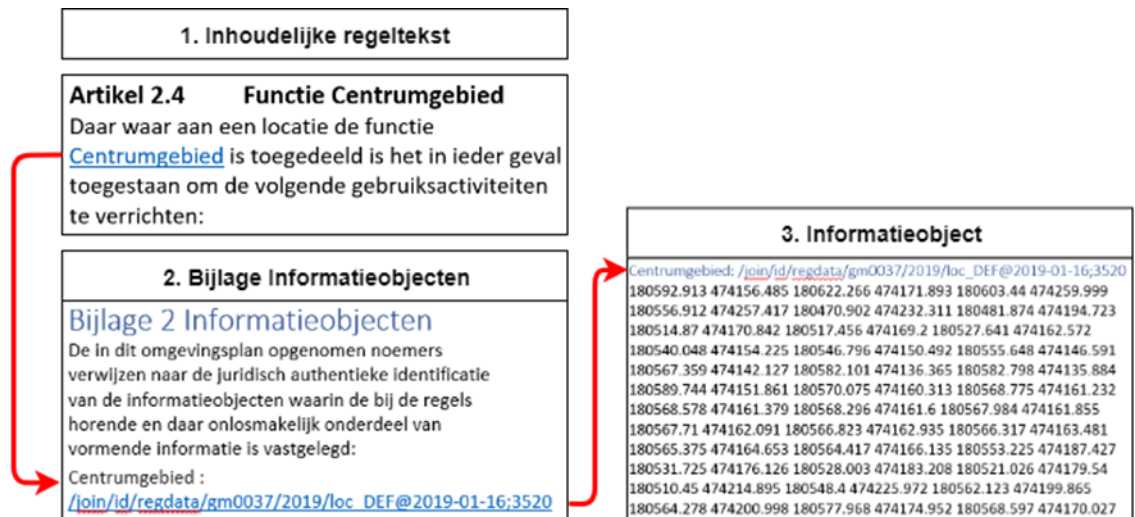 1. Inhoudelijke regeltekst
Artikel 2.4 Functie Centrumgebied
Daar waar aan een locatie de functie
Centrumgebied is toegedeeld is het in ieder geval
toegestaan om de volgende gebruiksactiviteiten
te verrichten:
2. Bijlage Informatieobjecten
Bijlage 2 Informatieobjecten
De in dit omgevingsplan opgenomen noemers
verwijzen naar de juridisch authentieke identificatie
van de informatieobjecten waarin de bij de regels
horende en daar onlosmakelijk onderdeel van
vormende informatie is vastgelegd:
Centrumgebied :
/join/id/regdata/gm0037/2019/loc_DEF@2019-01-16;3520
3. Informatieobject
Centrumgebied: /join/id/regdata/gm0037/2019/loc_DEF@2019-01-16;3520
180592.913 474156.485 180622.266 474171.893 180603.44 474259.999
180556.912 474257.417 180470.902 474232.311 180481.874 474194.723
180514.87 474170.842 180517.456 474169.2 180527.641 474162.572
180540.048 474154.225 180546.796 474150.492 180555.648 474146.591
180567.359 474142.127 180582.101 474136.365 180582.798 474135.884
180589.744 474151.861 180570.075 474160.313 180568.775 474161.232
180568.578 474161.379 180568.296 474161.6 180567.984 474161.855
180567.71 474162.091 180566.823 474162.935 180566.317 474163.481
180565.375 474164.653 180564.417 474166.135 180553.225 474187.427
180531.725 474176.126 180528.003 474183.208 180521.026 474179.54
180510.45 474214.895 180548.4 474225.972 180562.123 474199.865
180564.278 474200.998 180577.968 474174.952 180568.597 474170.027